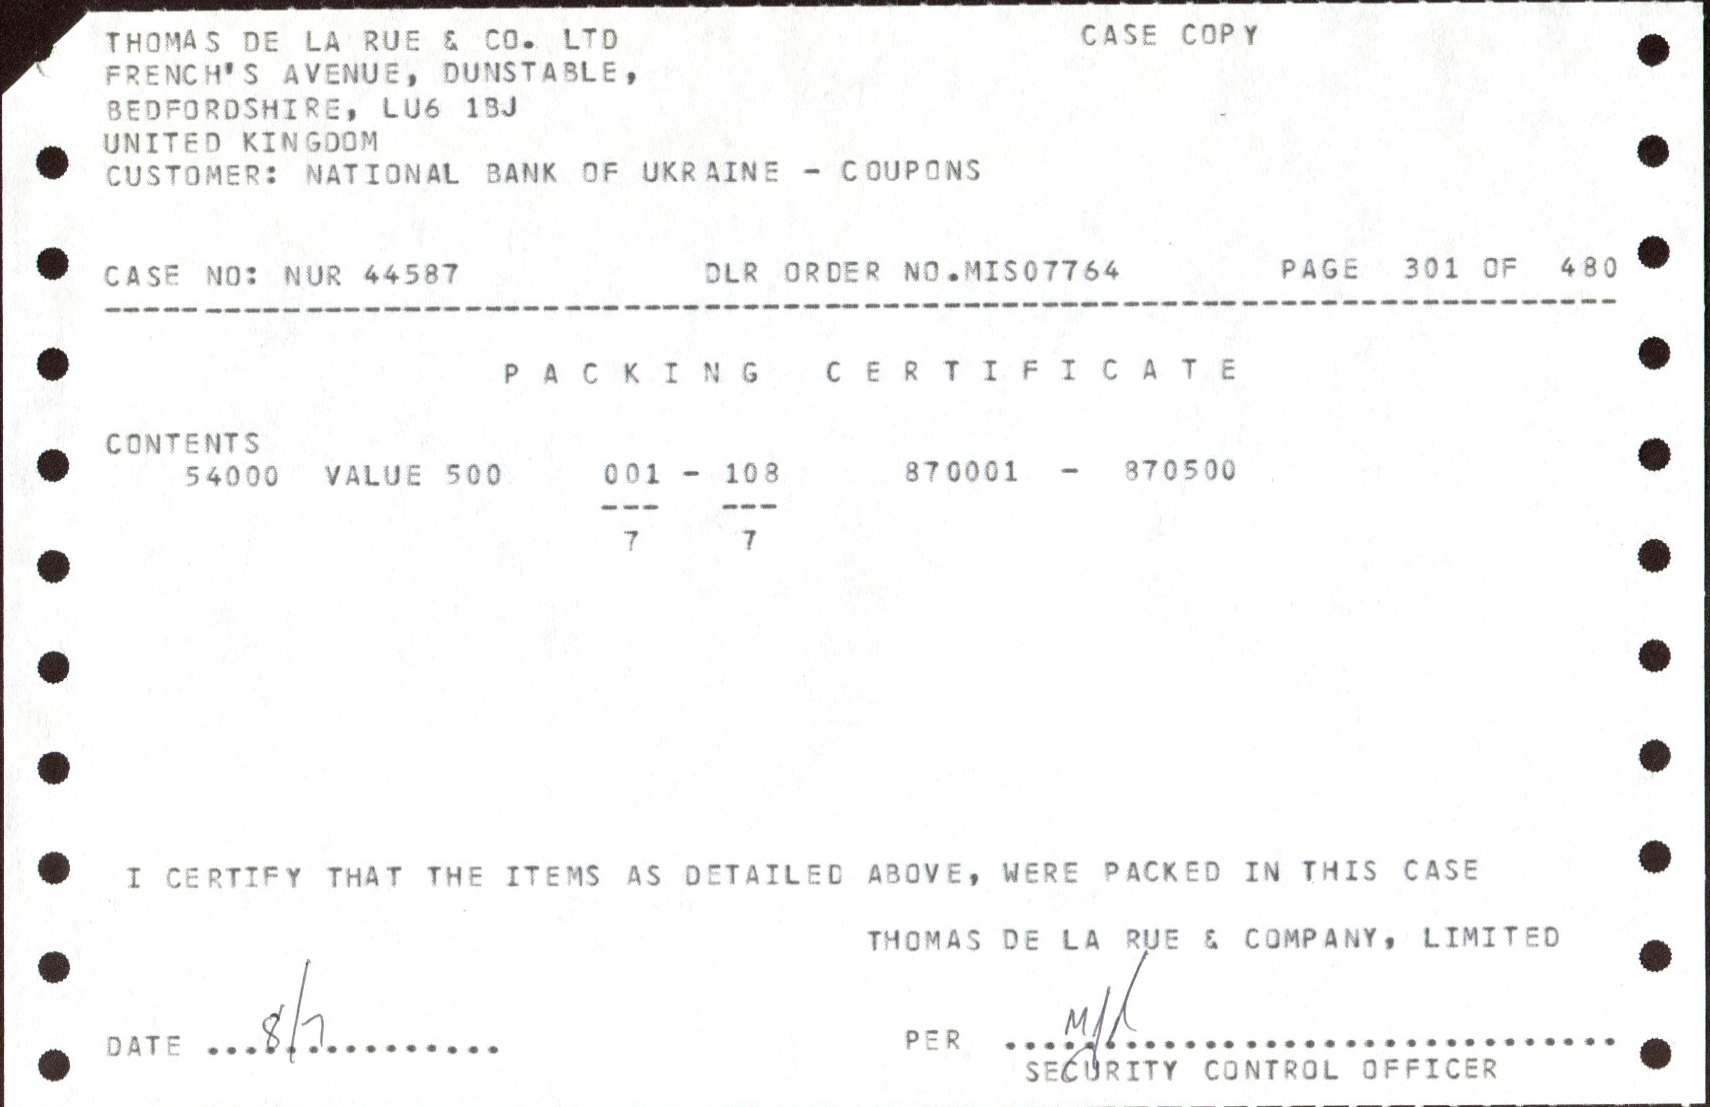 THOMAS DE LA RUE & CO. LTD CASE COPY
FRENCH'S AVENUE, DUNSTABLE,
BEDFORDSHIRE, LU6 1BJ
UNITED KINGDOM
CUSTOMER: NATIONAL BANK OF UKRAINE - COUPONS
CASE NO: NUR 44587 DLR ORDER NO.MIS07764 PAGE 301 OF 480
PACKING CERTIFICATE
CONTENTS
54000 VALUE 500 001 - 108 870001 - 870500
--- ---
7 7
I CERTIFY THAT THE ITEMS AS DETAILED ABOVE, WERE PACKED IN THIS CASE
THOMAS DE LA RUE & COMPANY, LIMITED
DATE ...8/7.......... PER ...............................
SECURITY CONTROL OFFICER